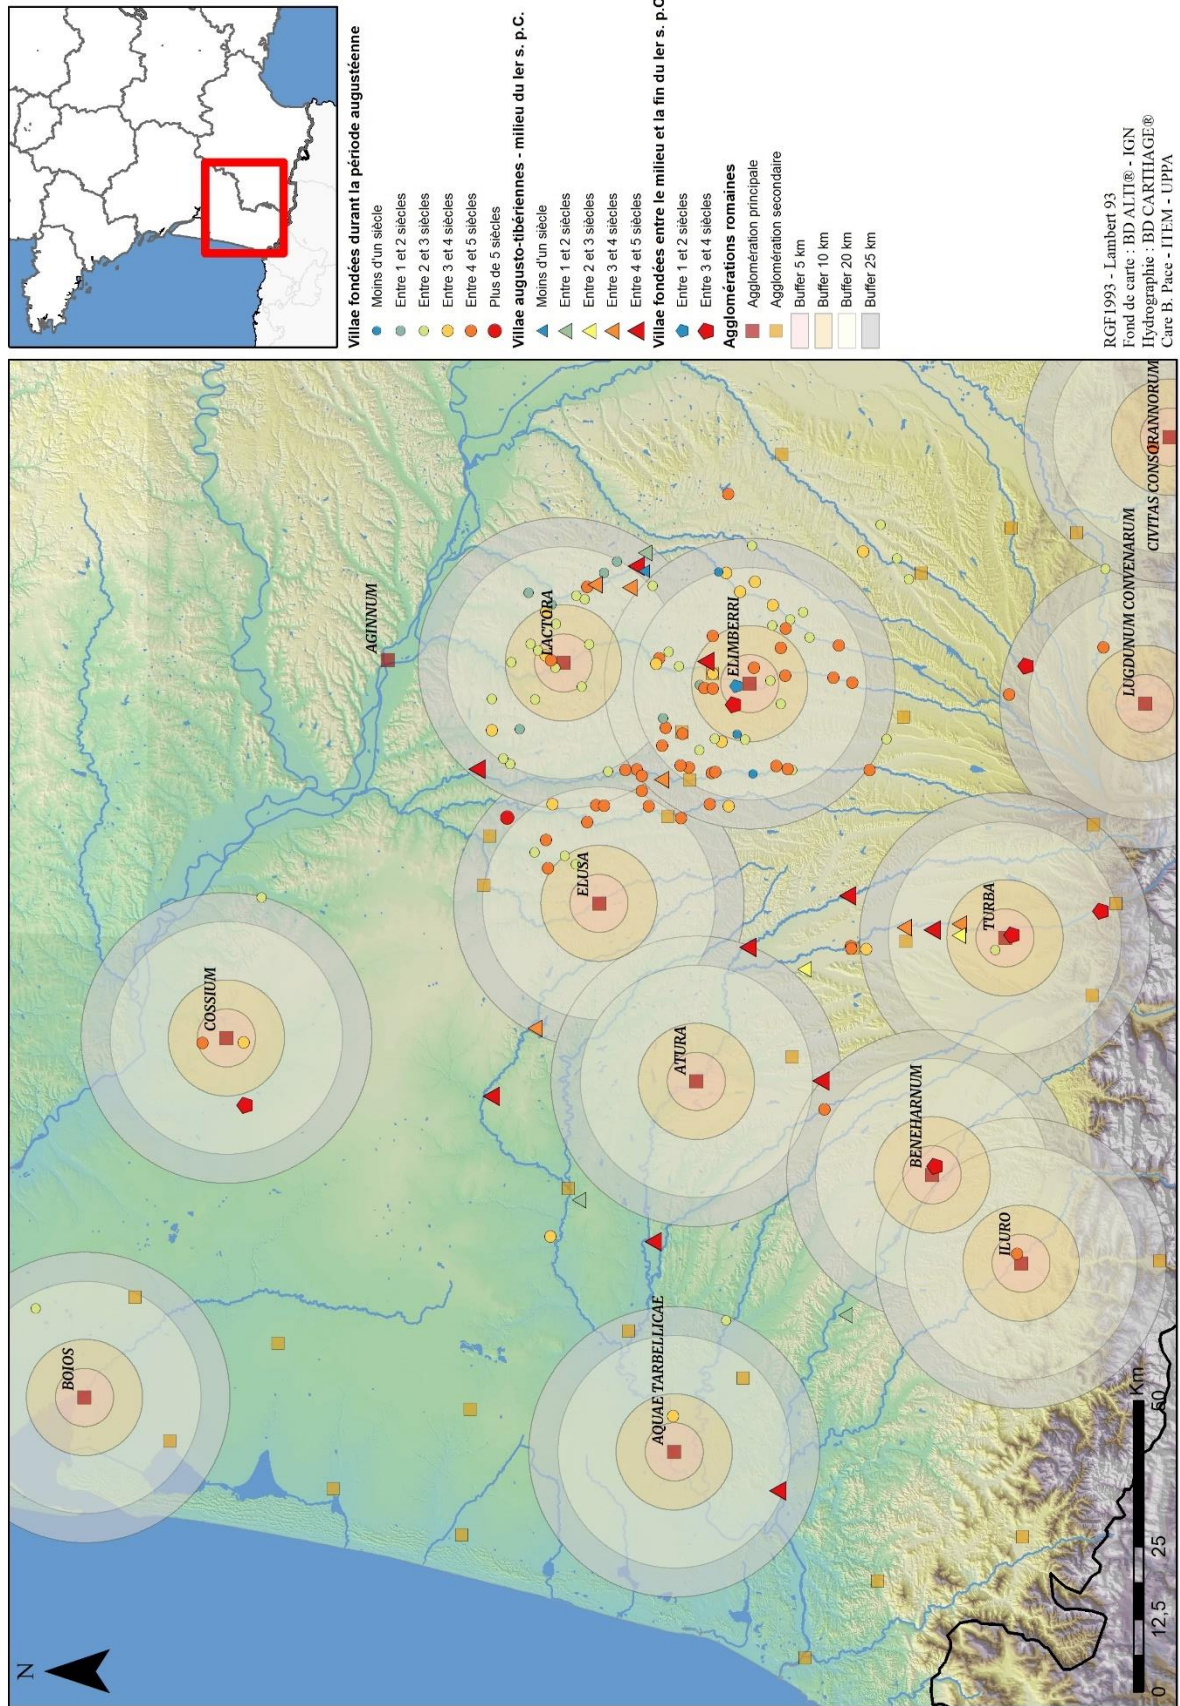 N
BOIOS
COSSIUM
AGINNUM
LACTORA
ELUSA
ELIMBERRI
AQUAE TARBELLICAE
ATURA
BENEHARNUM
ILURO
TURBA
LUGDUNUM CONVENARUM
CIVITAS CONSORANNORUM
0 12,5 25 50
Km
Villae fondées durant la période augustéenne
Moins d'un siècle
Entre 1 et 2 siècles
Entre 2 et 3 siècles
Entre 3 et 4 siècles
Entre 4 et 5 siècles
Plus de 5 siècles
Villae augusto-tibériennes - milieu du Ier s. p.C.
Moins d'un siècle
Entre 1 et 2 siècles
Entre 2 et 3 siècles
Entre 3 et 4 siècles
Entre 4 et 5 siècles
Villae fondées entre le milieu et la fin du Ier s. p.C
Entre 1 et 2 siècles
Entre 3 et 4 siècles
Agglomérations romaines
Agglomération principale
Agglomération secondaire
Buffer 5 km
Buffer 10 km
Buffer 20 km
Buffer 25 km
RGF1993 - Lambert 93
Fond de carte : BD ALTI® - IGN
Hydrographie : BD CARTHAGE®
Care B. Pace - ITEM - UPPA